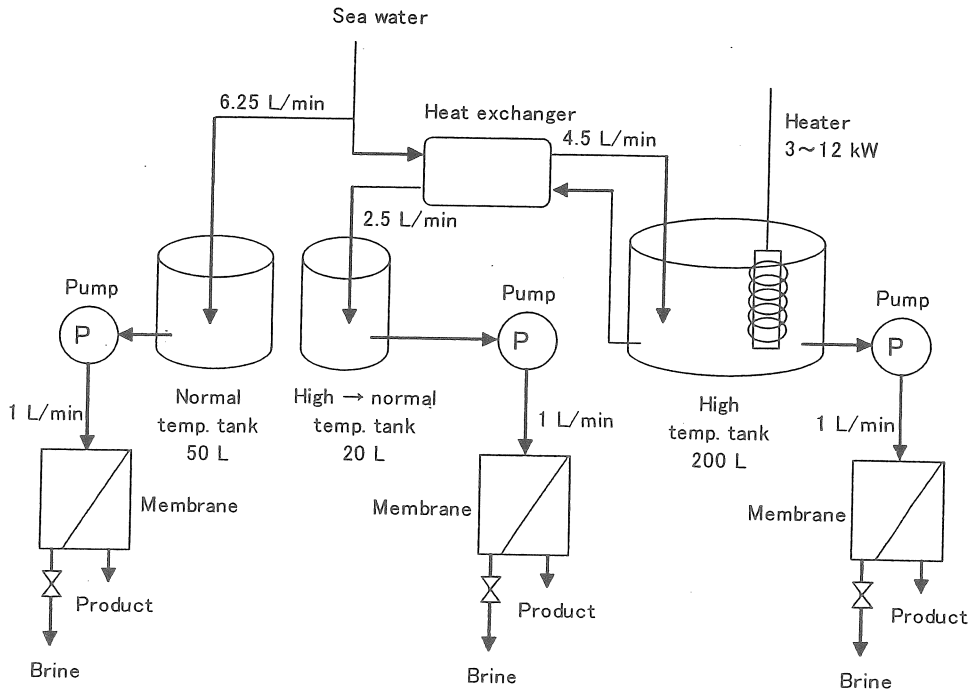 Sea water
6.25 L/min
Heat exchanger
4.5 L/min
Heater
3～12 kW
2.5 L/min
Pump
P
Pump
P
Pump
P
Normal
temp. tank
50 L
High → normal
temp. tank
20 L
High
temp. tank
200 L
1 L/min
1 L/min
1 L/min
Membrane
Membrane
Membrane
Product
Product
Product
Brine
Brine
Brine